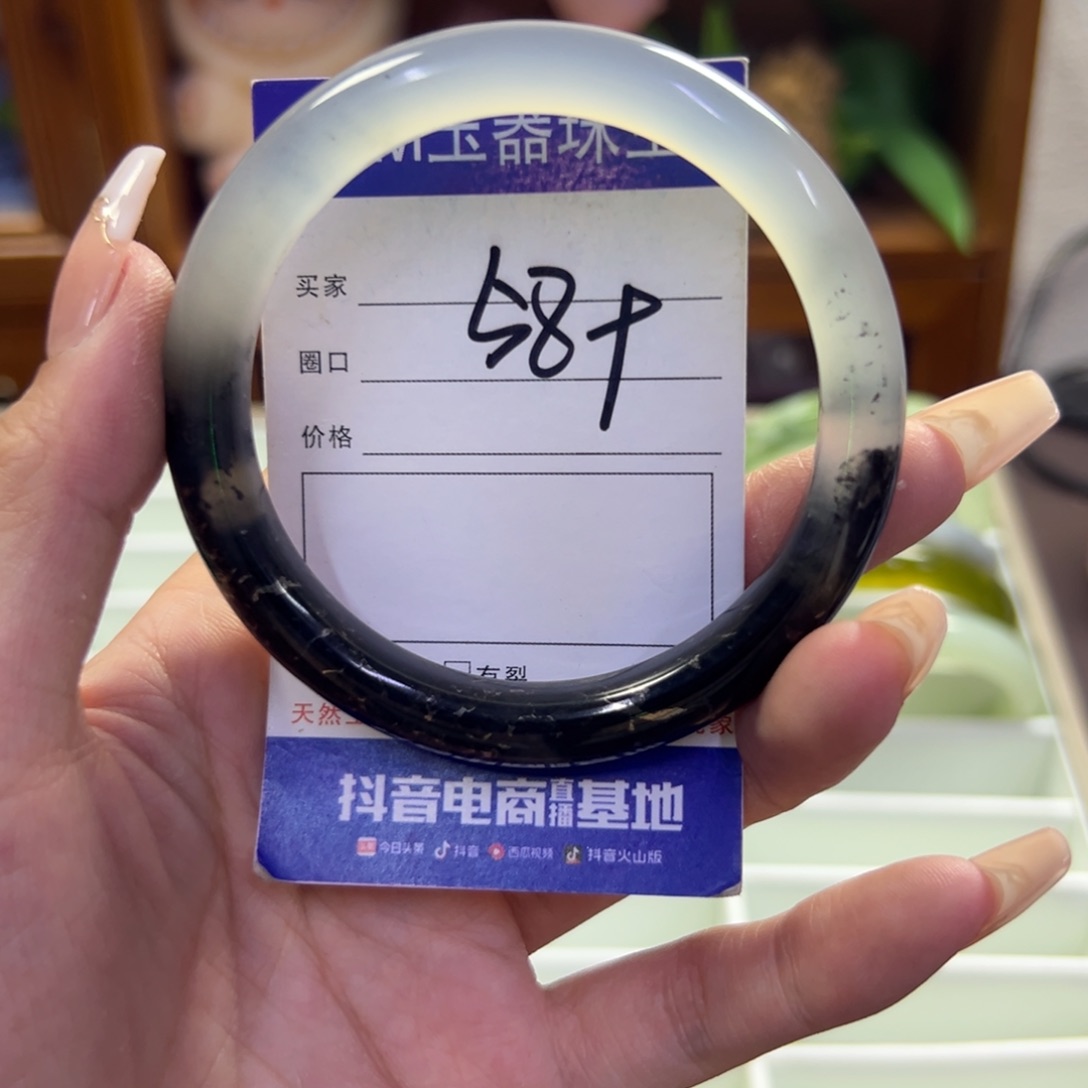 玉器珠
买家
58+
圈口
价格
有裂
天然
抖音电商直播基地
今日头条 抖音 西瓜视频 抖音火山版